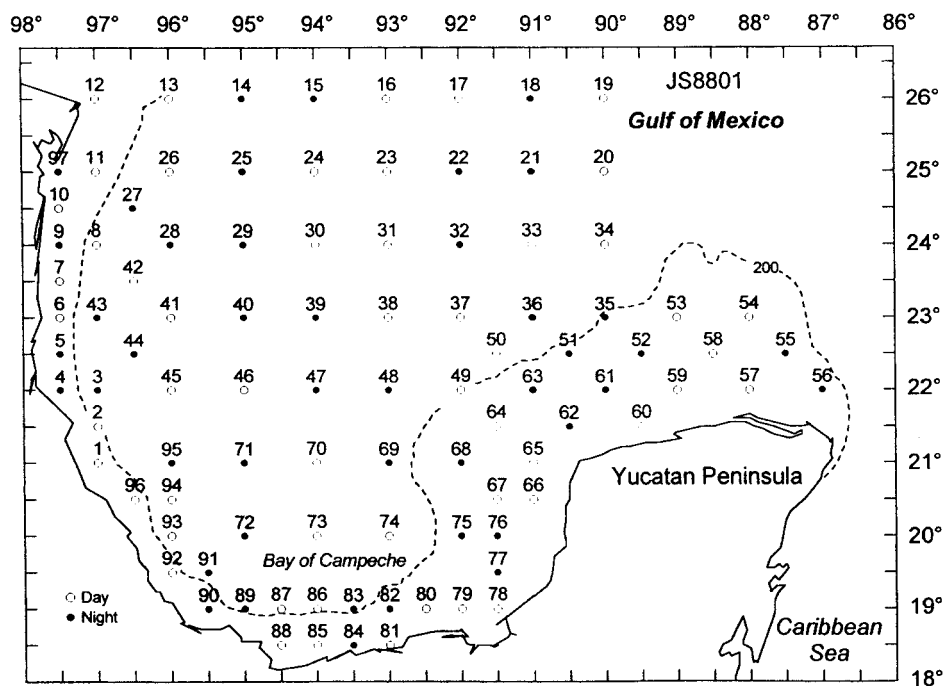 98° 97° 96° 95° 94° 93° 92° 91° 90° 89° 88° 87° 86°
12 13 14 15 16 17 18 19 JS8801 26°
Gulf of Mexico
97 11 26 25 24 23 22 21 20 25°
10 27
9 8 28 29 30 31 32 33 34 24°
7 42 200
6 43 41 40 39 38 37 36 35 53 54 23°
5 44 50 51 52 58 55
4 3 45 46 47 48 49 63 61 59 57 56 22°
2 64 62 60
1 95 71 70 69 68 65 21°
Yucatan Peninsula
96 94 67 66
93 72 73 74 75 76 20°
92 91 Bay of Campeche 77
Day 90 89 87 86 83 82 80 79 78 19°
Night
88 85 84 81 Caribbean
Sea
18°